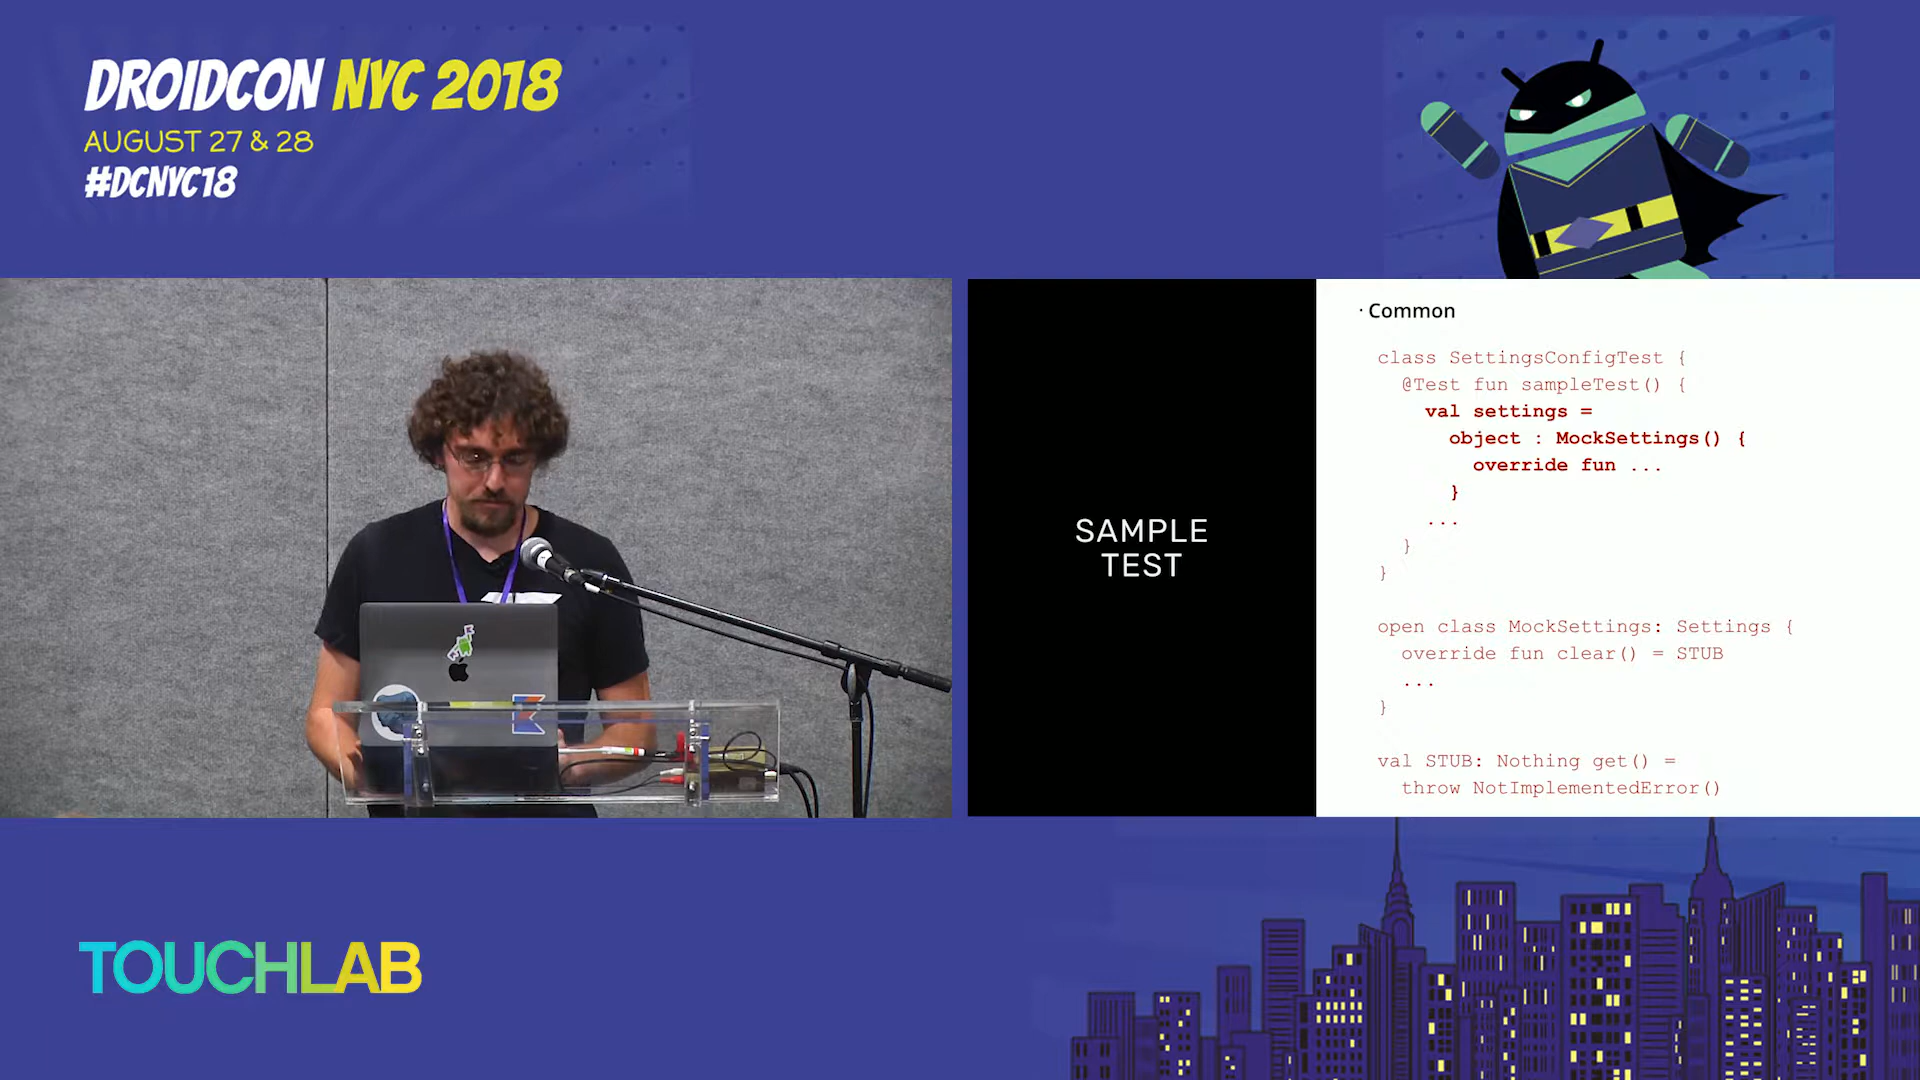 DROIDCON NYC 2018
AUGUST 27 & 28
#DCNYC18
SAMPLE
TEST
· Common
class SettingsConfigTest {
@Test fun sampleTest() {
val settings =
object : MockSettings() {
override fun ...
}
...
}
}
open class MockSettings: Settings {
override fun clear() = STUB
...
}
val STUB: Nothing get() =
throw NotImplementedError()
TOUCHLAB